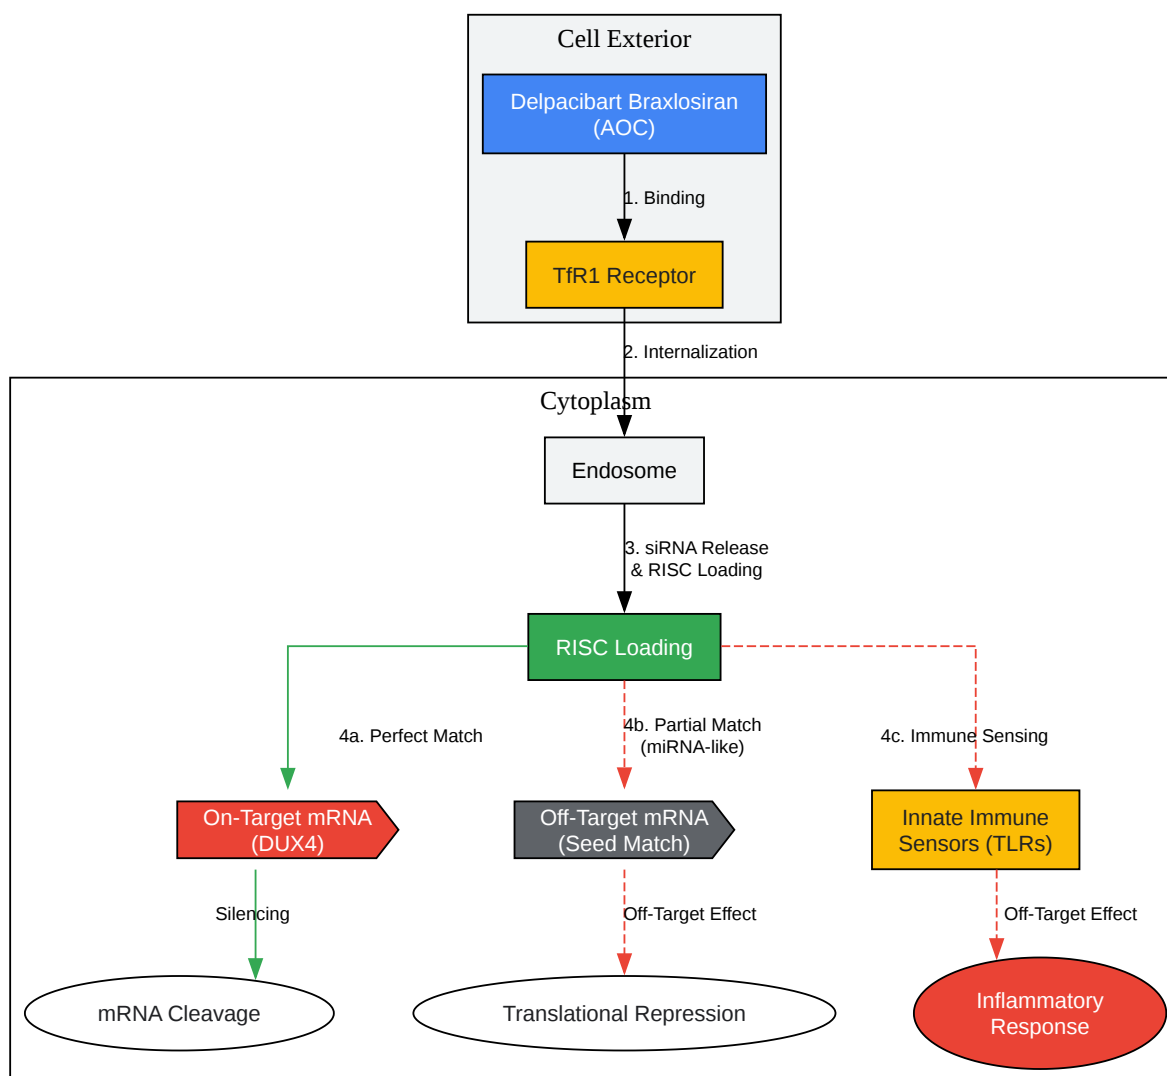 Cell Exterior
Delpacibart Braxlosiran
(AOC)
1. Binding
TfR1 Receptor
2. Internalization
Cytoplasm
Endosome
3. siRNA Release
& RISC Loading
RISC Loading
4a. Perfect Match
4b. Partial Match
(miRNA-like)
4c. Immune Sensing
On-Target mRNA
(DUX4)
Off-Target mRNA
(Seed Match)
Innate Immune
Sensors (TLRs)
Silencing
Off-Target Effect
Off-Target Effect
mRNA Cleavage
Translational Repression
Inflammatory
Response